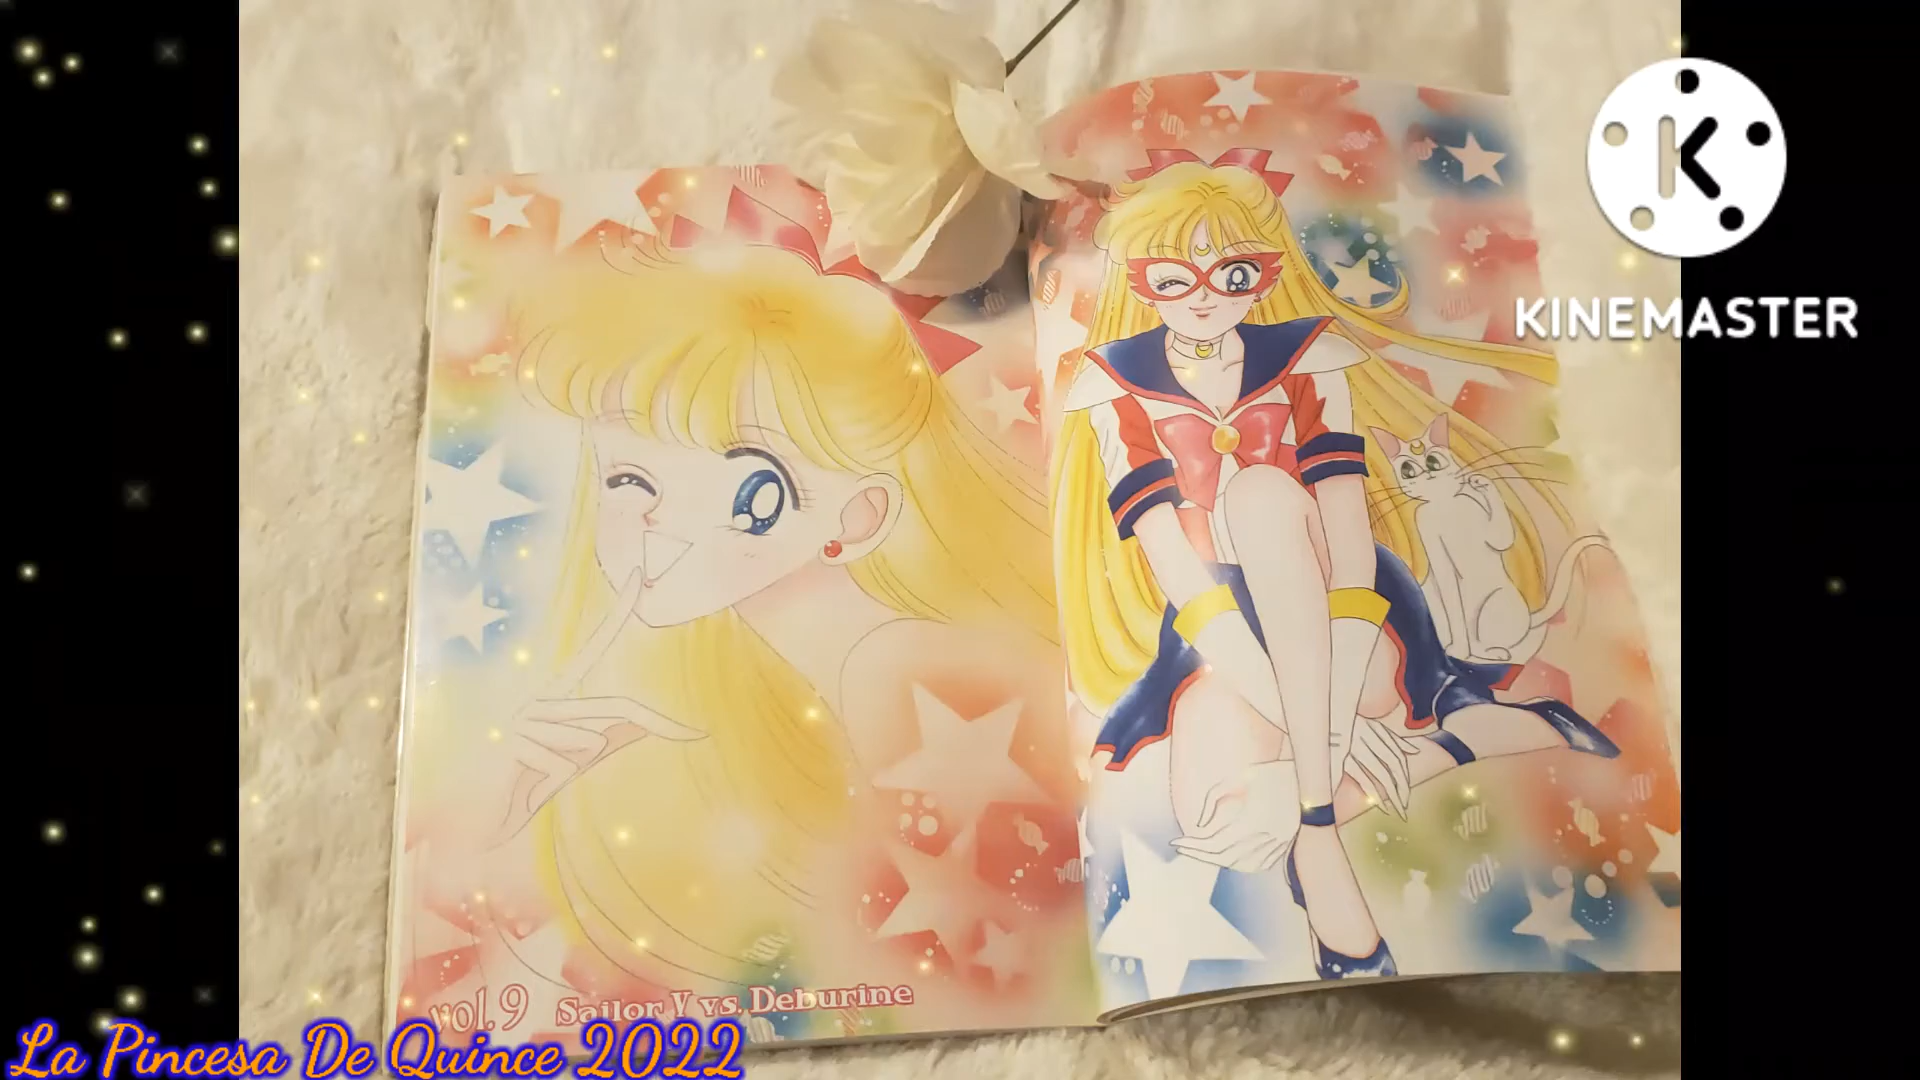 K
KINEMASTER
vol.9 Sailor V vs. Deburine
La Pincesa De Quince 2022